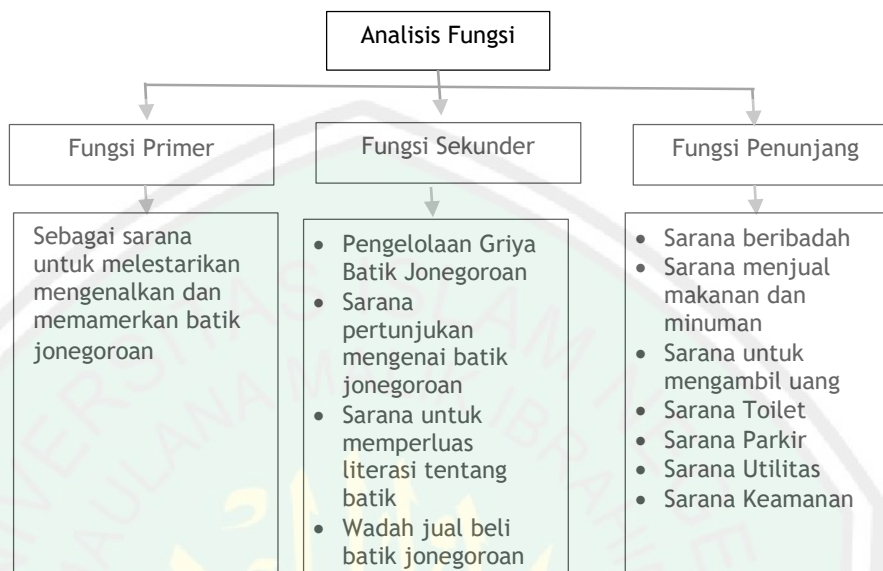 Analisis Fungsi
Fungsi Primer
Fungsi Sekunder
Fungsi Penunjang
Sebagai sarana
untuk melestarikan
mengenalkan dan
memamerkan batik
jonegoroan
• Pengelolaan Griya
Batik Jonegoroan
• Sarana
pertunjukan
mengenai batik
jonegoroan
• Sarana untuk
memperluas
literasi tentang
batik
• Wadah jual beli
batik jonegoroan
• Sarana beribadah
• Sarana menjual
makanan dan
minuman
• Sarana untuk
mengambil uang
• Sarana Toilet
• Sarana Parkir
• Sarana Utilitas
• Sarana Keamanan